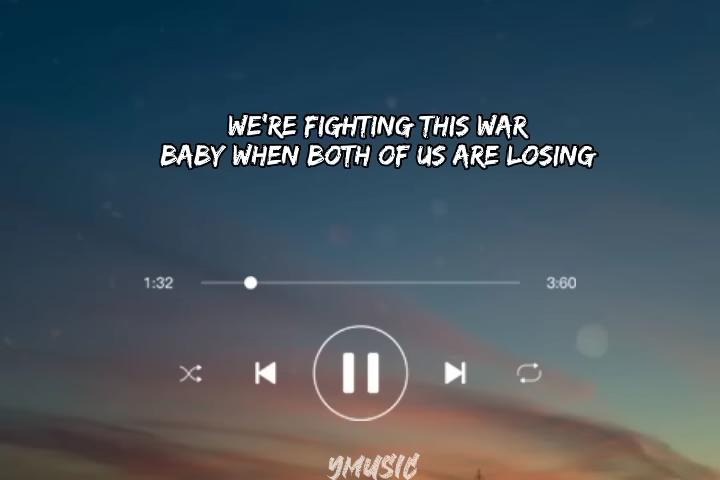 WE'RE FIGHTING THIS WAR
BABY WHEN BOTH OF US ARE LOSING
1:32 3:60
YMUSIC